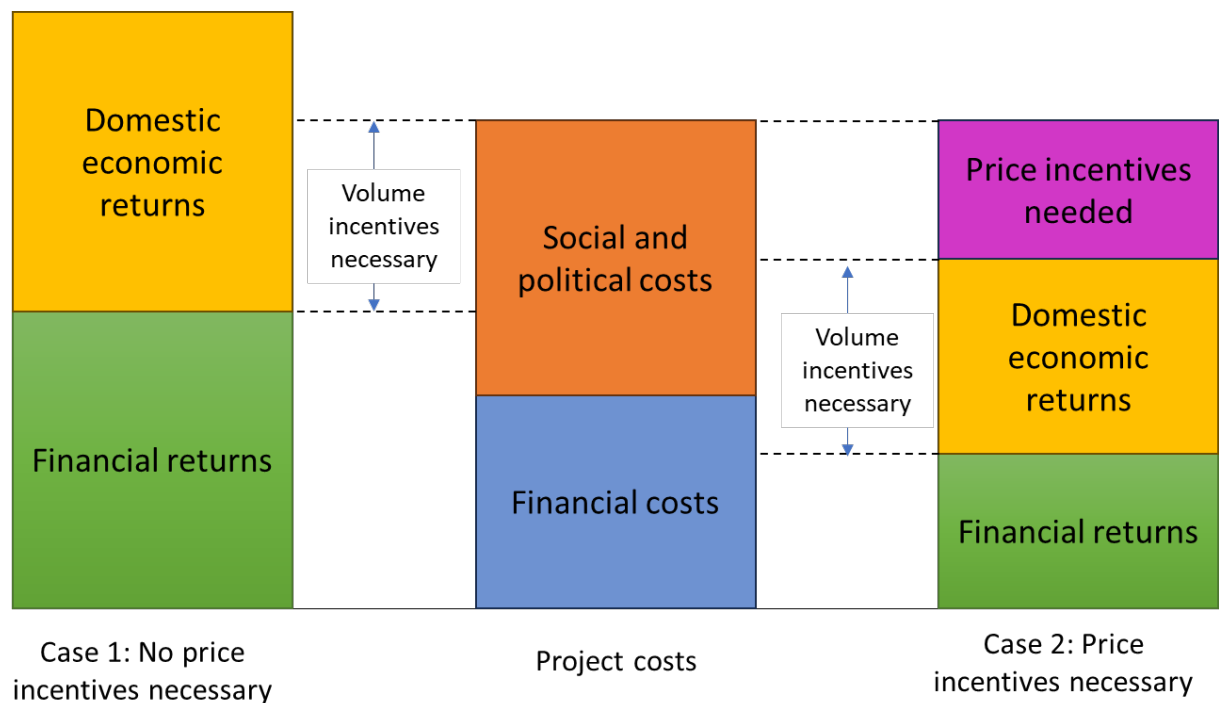 Domestic
economic
returns
Financial returns
Case 1: No price
incentives necessary
Volume
incentives
necessary
Social and
political costs
Financial costs
Project costs
Volume
incentives
necessary
Price incentives
needed
Domestic
economic
returns
Financial returns
Case 2: Price
incentives necessary